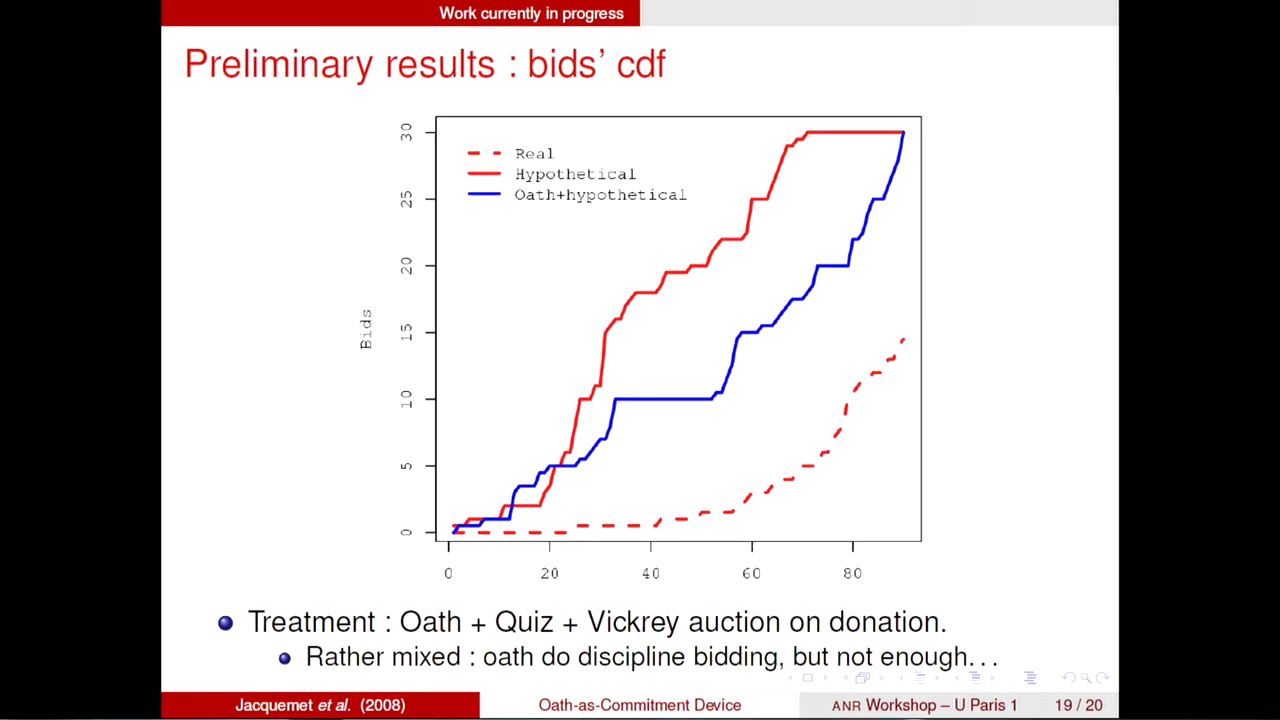 Work currently in progress
Preliminary results : bids’ cdf
Real
Hypothetical
Oath+hypothetical
Bids
30
25
20
15
10
5
0
0 20 40 60 80
Treatment : Oath + Quiz + Vickrey auction on donation.
Rather mixed : oath do discipline bidding, but not enough…
Jacquemet et al. (2008) Oath-as-Commitment Device ANR Workshop – U Paris 1 19 / 20